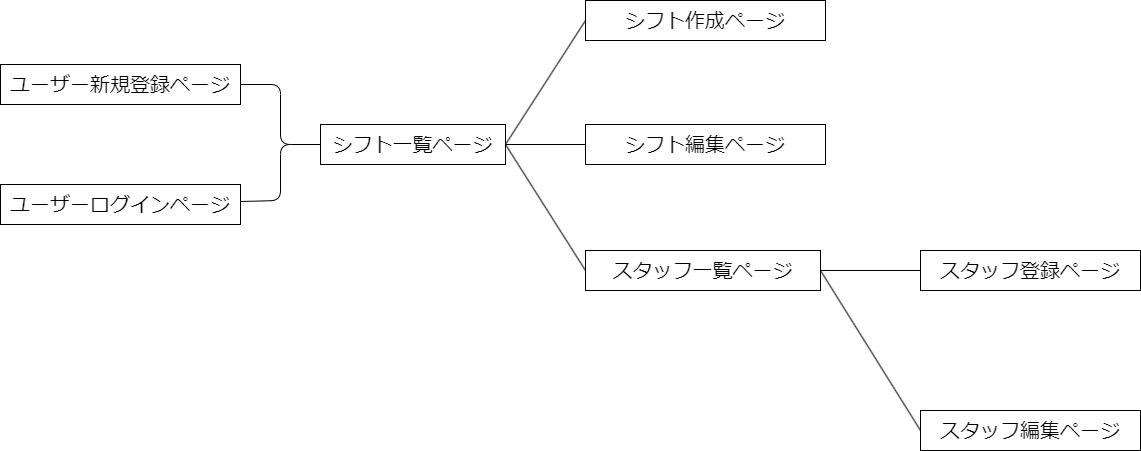 シフト作成ページ
ユーザー新規登録ページ
シフト一覧ページ
シフト編集ページ
ユーザーログインページ
スタッフ一覧ページ
スタッフ登録ページ
スタッフ編集ページ